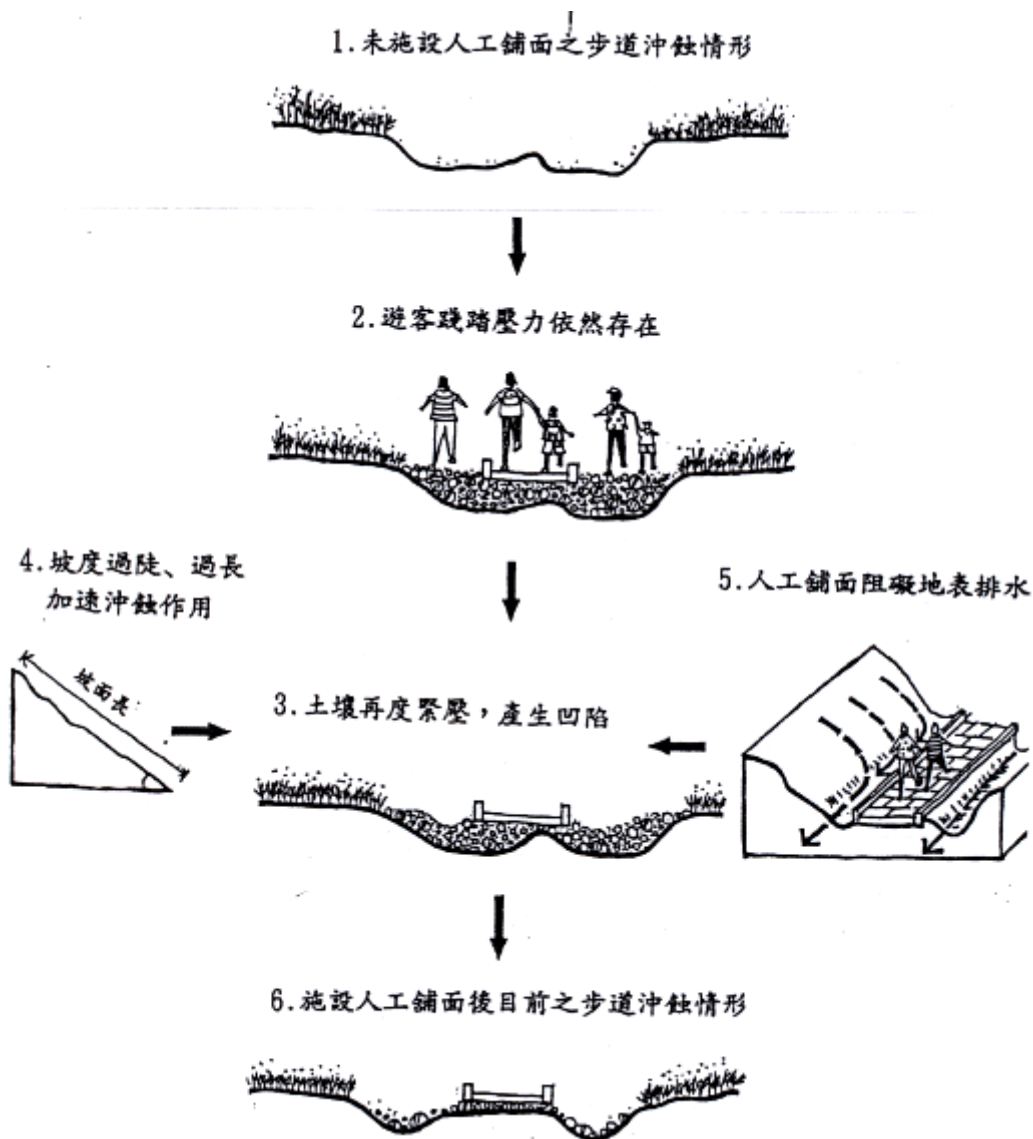 1.未施設人工舖面之步道沖蝕情形
2.遊客踐踏壓力依然存在
4.坡度過陡、過長
加速沖蝕作用
坡面長
5.人工舖面阻礙地表排水
3.土壤再度緊壓，產生凹陷
6.施設人工舖面後目前之步道沖蝕情形